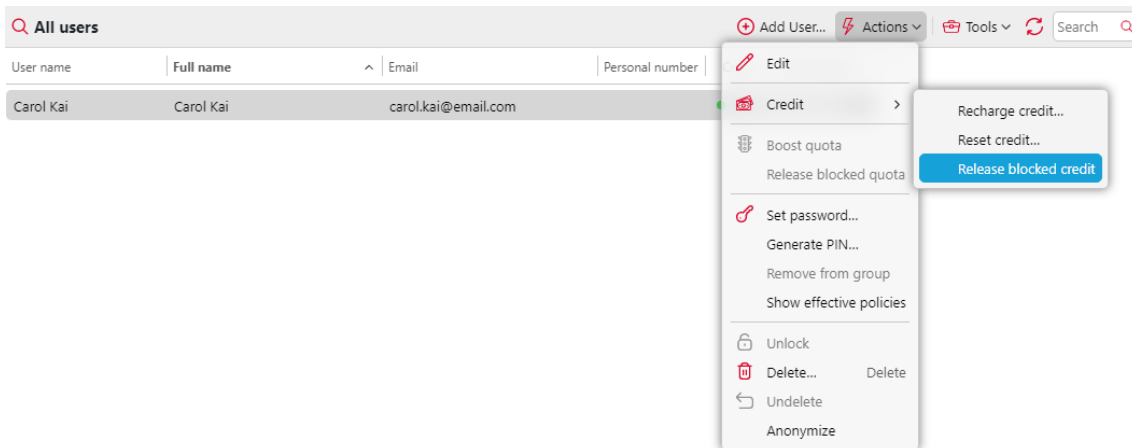 All users
Add User...
Actions
Tools
Search
User name
Full name
Email
Personal number
Carol Kai
Carol Kai
carol.kai@email.com
Edit
Credit
Boost quota
Release blocked quota
Set password...
Generate PIN...
Remove from group
Show effective policies
Unlock
Delete... Delete
Undelete
Anonymize
Recharge credit...
Reset credit...
Release blocked credit